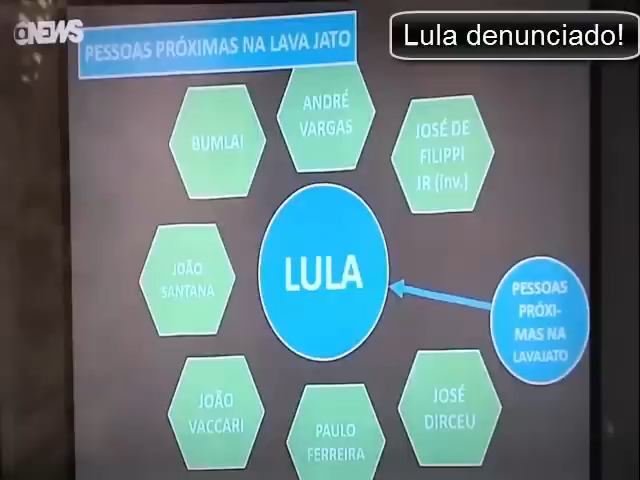 GNEWS
Lula denunciado!
PESSOAS PRÓXIMAS NA LAVA JATO
BUMLAI
ANDRÉ
VARGAS
JOSÉ DE
FILIPPI
JR (inv.)
JOÃO
SANTANA
LULA
PESSOAS
PRÓXI-
MAS NA
LAVAJATO
JOÃO
VACCARI
PAULO
FERREIRA
JOSÉ
DIRCEU